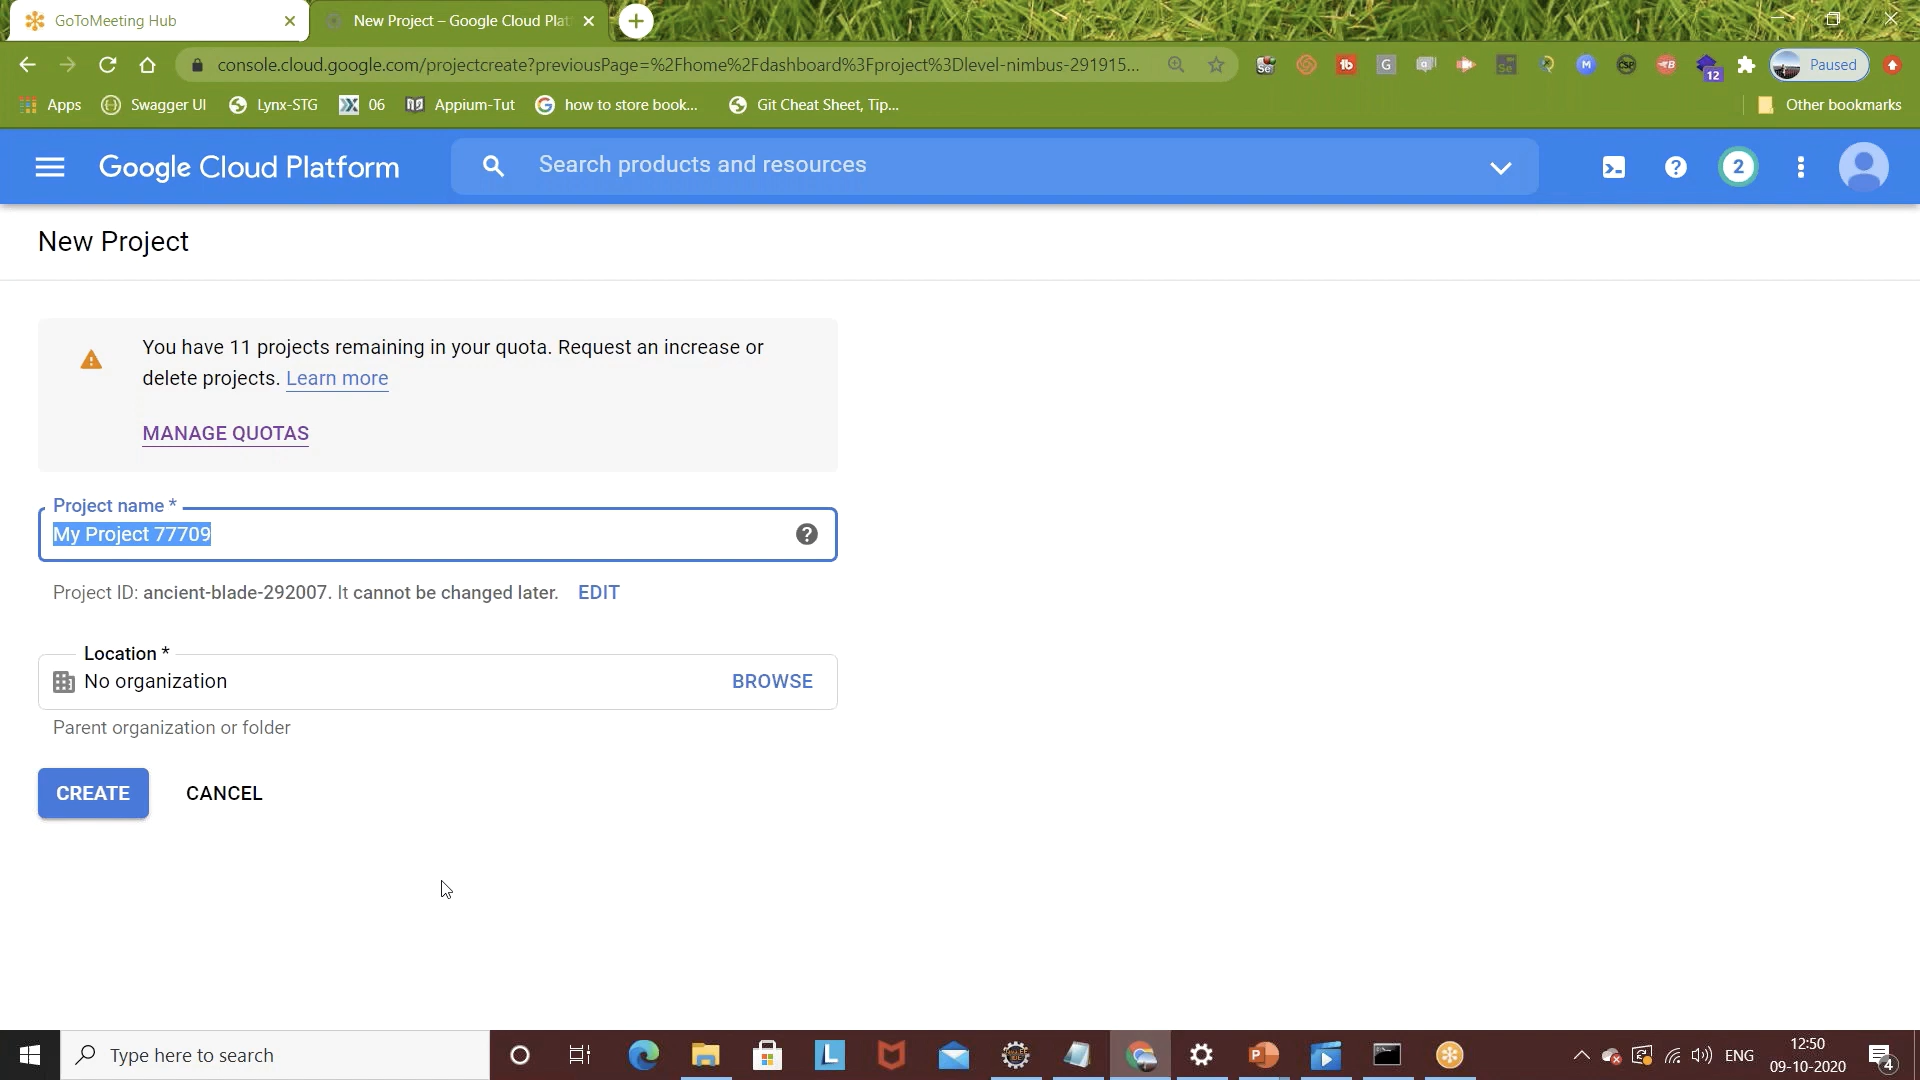 GoToMeeting Hub
New Project – Google Cloud Plat
console.cloud.google.com/projectcreate?previousPage=%2Fhome%2Fdashboard%3Fproject%3Dlevel-nimbus-291915...
Paused
Apps
Swagger UI
Lynx-STG
06
Appium-Tut
how to store book...
Git Cheat Sheet, Tip...
Other bookmarks
Google Cloud Platform
Search products and resources
2
New Project
You have 11 projects remaining in your quota. Request an increase or
delete projects. Learn more
MANAGE QUOTAS
Project name *
My Project 77709
Project ID: ancient-blade-292007. It cannot be changed later. EDIT
Location *
No organization
BROWSE
Parent organization or folder
CREATE
CANCEL
Type here to search
ENG
12:50
09-10-2020
4